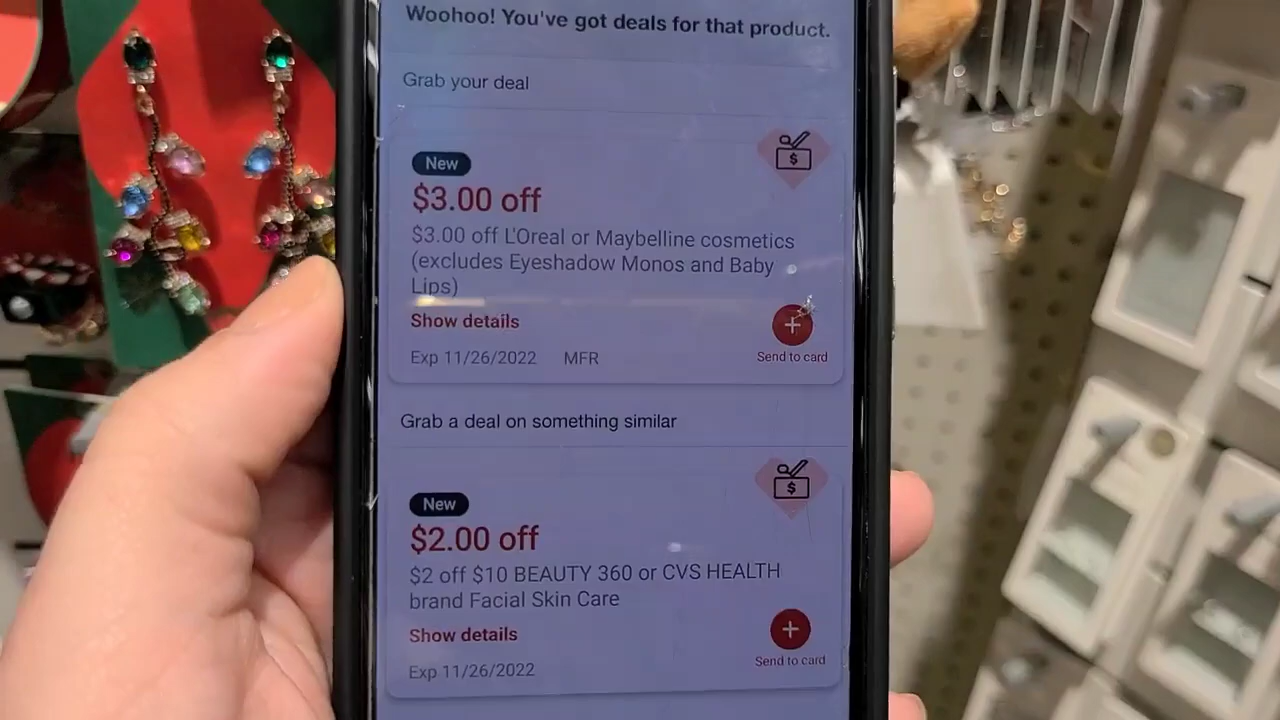 Woohoo! You've got deals for that product.
Grab your deal
New
$3.00 off
$3.00 off L'Oreal or Maybelline cosmetics
(excludes Eyeshadow Monos and Baby
Lips)
Show details
Exp 11/26/2022 MFR
Send to card
Grab a deal on something similar
New
$2.00 off
$2 off $10 BEAUTY 360 or CVS HEALTH
brand Facial Skin Care
Show details
Exp 11/26/2022
Send to card